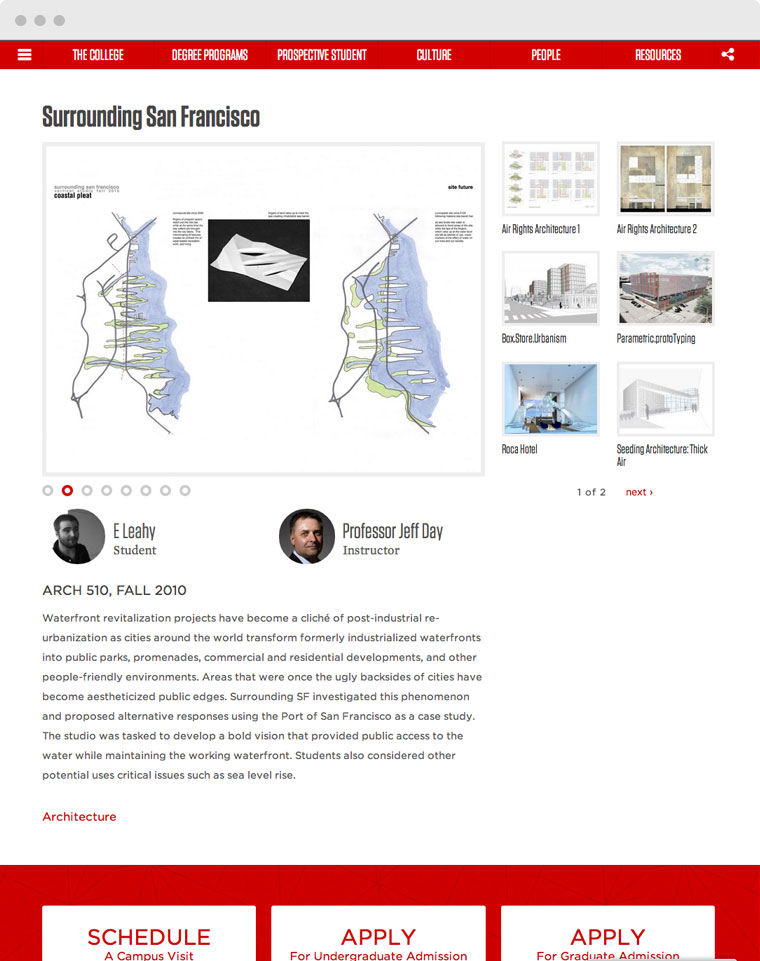 THE COLLEGE DEGREE PROGRAMS PROSPECTIVE STUDENT CULTURE PEOPLE RESOURCES
Surrounding San Francisco
surrounding san francisco
vertical studio fall 2010
coastal pleat
site future
Air Rights Architecture 1
Air Rights Architecture 2
Box.Store.Urbanism
Parametric.protoTyping
Roca Hotel
Seeding Architecture: Thick
Air
1 of 2 next ›
E Leahy
Student
Professor Jeff Day
Instructor
ARCH 510, FALL 2010
Waterfront revitalization projects have become a cliché of post-industrial re-
urbanization as cities around the world transform formerly industrialized waterfronts
into public parks, promenades, commercial and residential developments, and other
people-friendly environments. Areas that were once the ugly backsides of cities have
become aestheticized public edges. Surrounding SF investigated this phenomenon
and proposed alternative responses using the Port of San Francisco as a case study.
The studio was tasked to develop a bold vision that provided public access to the
water while maintaining the working waterfront. Students also considered other
potential uses critical issues such as sea level rise.
Architecture
SCHEDULE
A Campus Visit
APPLY
For Undergraduate Admission
APPLY
For Graduate Admission